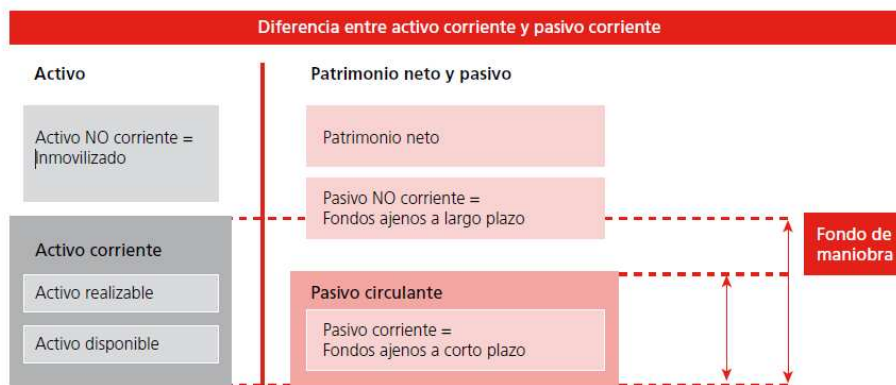 Diferencia entre activo corriente y pasivo corriente
Activo
Patrimonio neto y pasivo
Activo NO corriente =
Inmovilizado
Patrimonio neto
Pasivo NO corriente =
Fondos ajenos a largo plazo
Fondo de
maniobra
Activo corriente
Activo realizable
Activo disponible
Pasivo circulante
Pasivo corriente =
Fondos ajenos a corto plazo